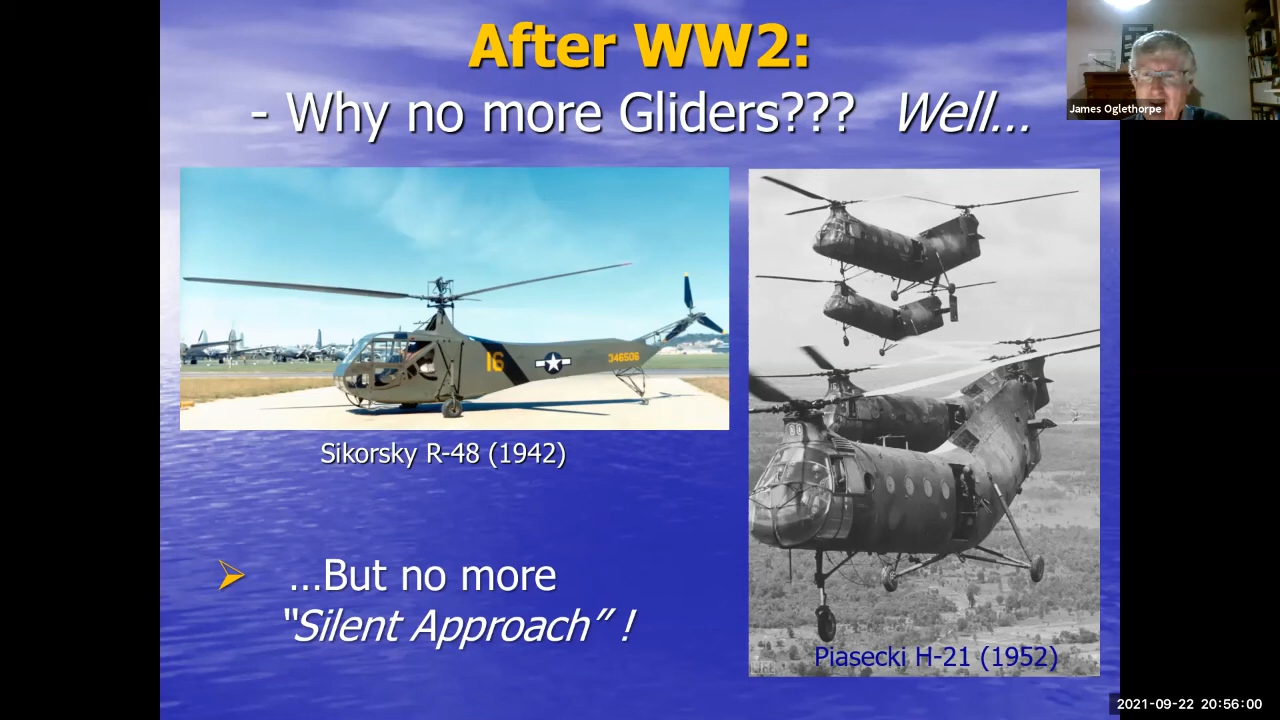 After WW2:
- Why no more Gliders??? Well...
James Oglethorpe
16
346506
Sikorsky R-48 (1942)
...But no more
“Silent Approach” !
Piasecki H-21 (1952)
2021-09-22 20:56:00